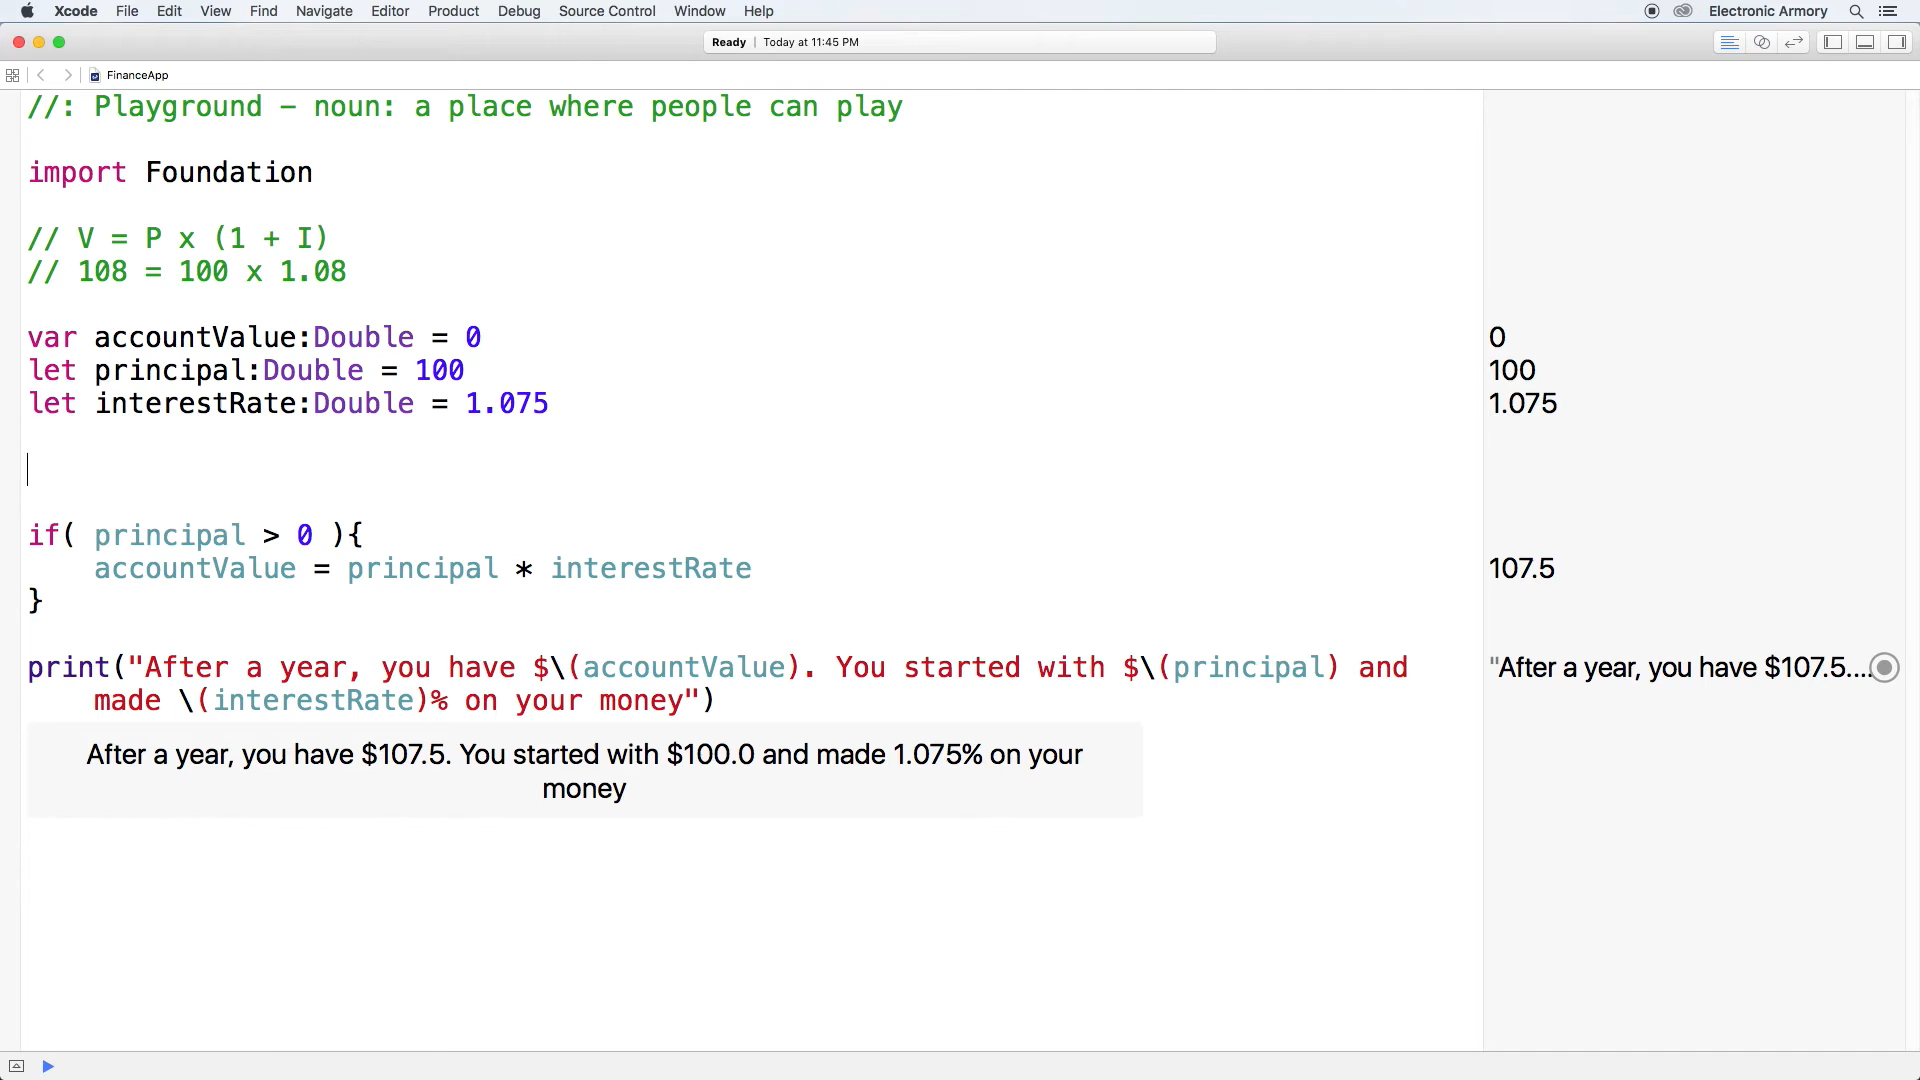 Xcode File Edit View Find Navigate Editor Product Debug Source Control Window Help Electronic Armory
Ready | Today at 11:45 PM
FinanceApp
//: Playground – noun: a place where people can play
import Foundation
// V = P x (1 + I)
// 108 = 100 x 1.08
var accountValue:Double = 0
0
let principal:Double = 100
100
let interestRate:Double = 1.075
1.075
if( principal > 0 ){
accountValue = principal * interestRate
107.5
}
print("After a year, you have $\(accountValue). You started with $\(principal) and
"After a year, you have $107.5....
made \(interestRate)% on your money")
After a year, you have $107.5. You started with $100.0 and made 1.075% on your
money